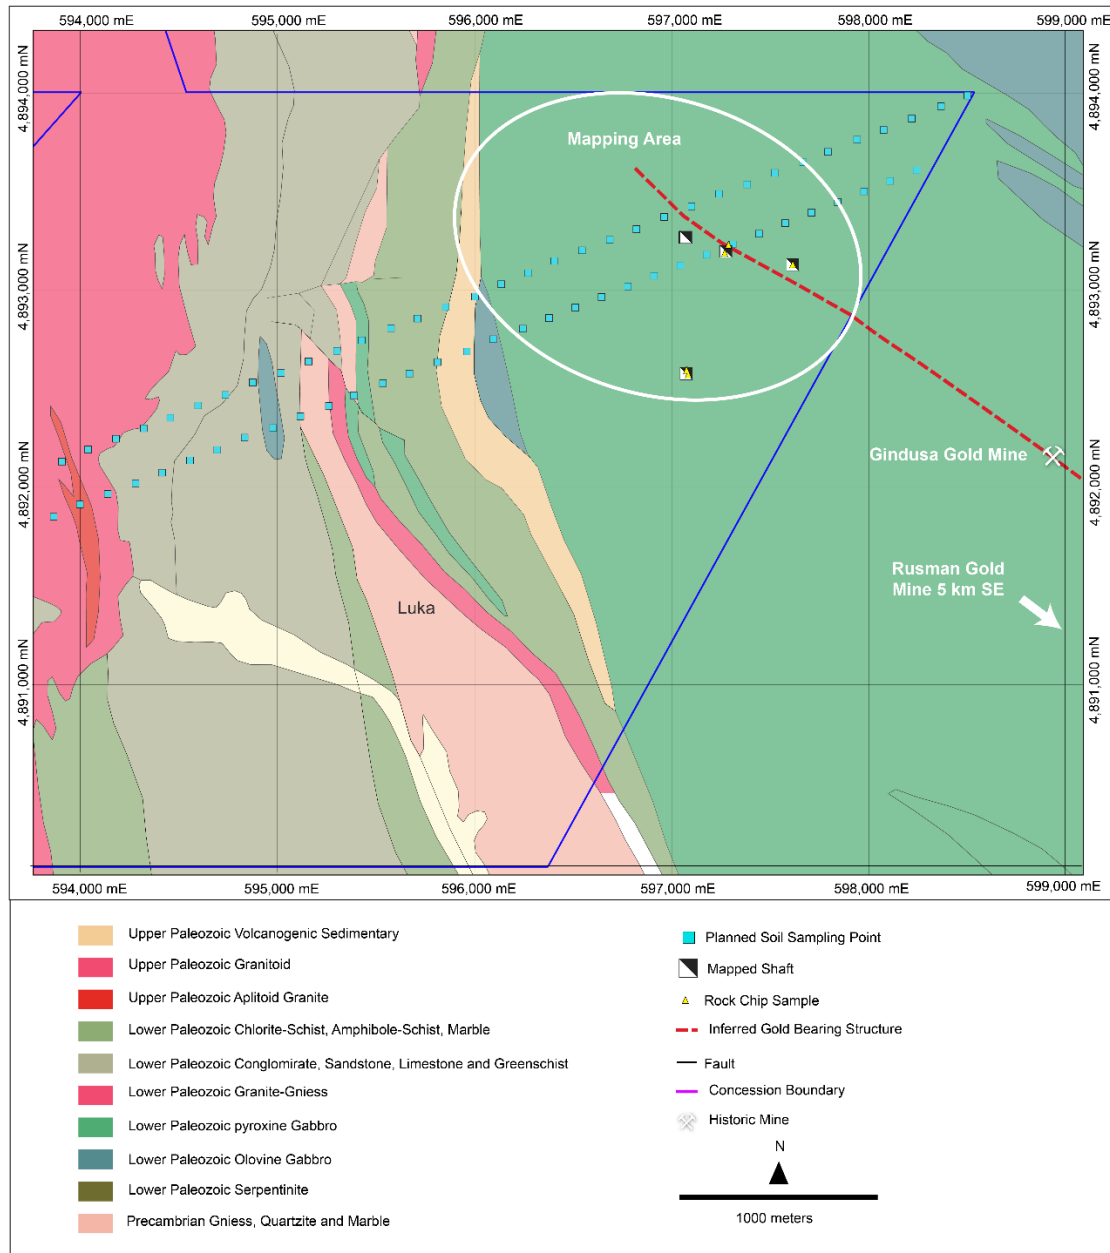 594,000 mE
595,000 mE
596,000 mE
597,000 mE
598,000 mE
599,000 mE
4,894,000 mN
4,894,000 mN
Mapping Area
4,893,000 mN
4,893,000 mN
Gindusa Gold Mine
4,892,000 mN
4,892,000 mN
Rusman Gold
Mine 5 km SE
Luka
4,891,000 mN
4,891,000 mN
594,000 mE
595,000 mE
596,000 mE
597,000 mE
598,000 mE
599,000 mE
Upper Paleozoic Volcanogenic Sedimentary
Upper Paleozoic Granitoid
Upper Paleozoic Aplitoid Granite
Lower Paleozoic Chlorite-Schist, Amphibole-Schist, Marble
Lower Paleozoic Conglomirate, Sandstone, Limestone and Greenschist
Lower Paleozoic Granite-Gniess
Lower Paleozoic pyroxine Gabbro
Lower Paleozoic Olovine Gabbro
Lower Paleozoic Serpentinite
Precambrian Gniess, Quartzite and Marble
Planned Soil Sampling Point
Mapped Shaft
Rock Chip Sample
Inferred Gold Bearing Structure
Fault
Concession Boundary
Historic Mine
N
1000 meters